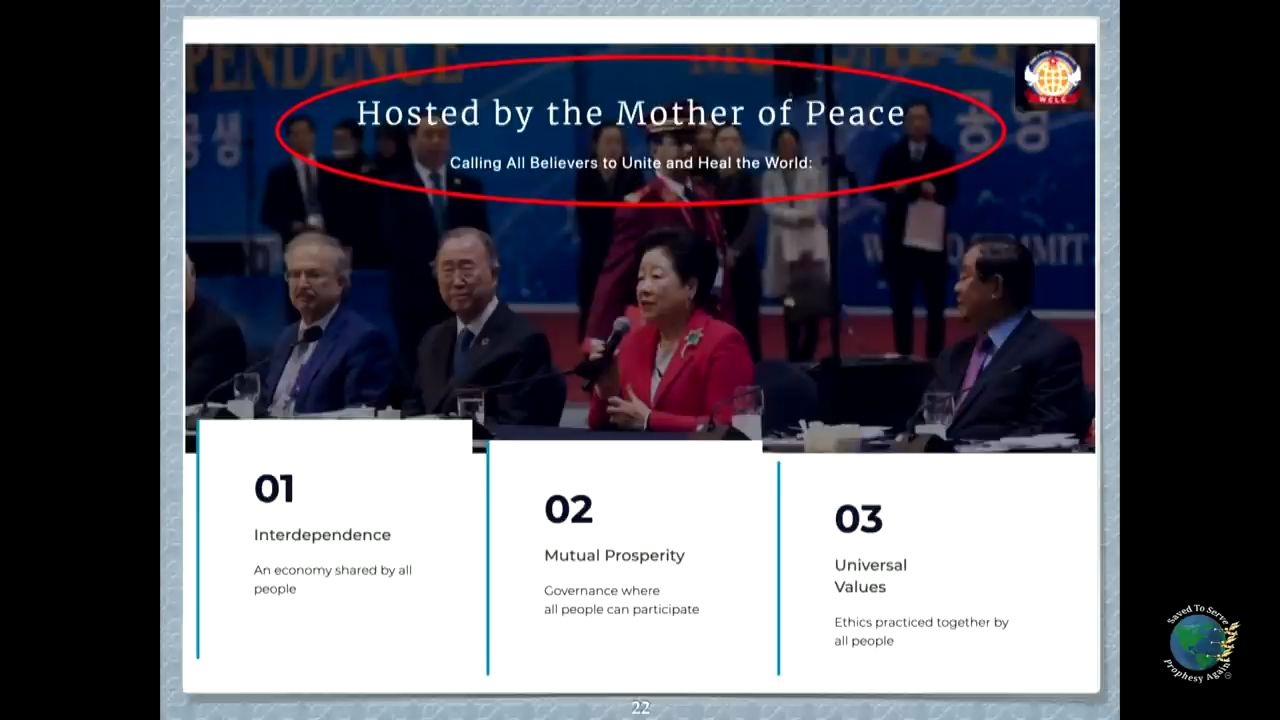 PENDENCE
Hosted by the Mother of Peace
Calling All Believers to Unite and Heal the World:
WCLC
01
Interdependence
An economy shared by all
people
02
Mutual Prosperity
Governance where
all people can participate
03
Universal
Values
Ethics practiced together by
all people
Saved To Serve
Prophesy Again
22